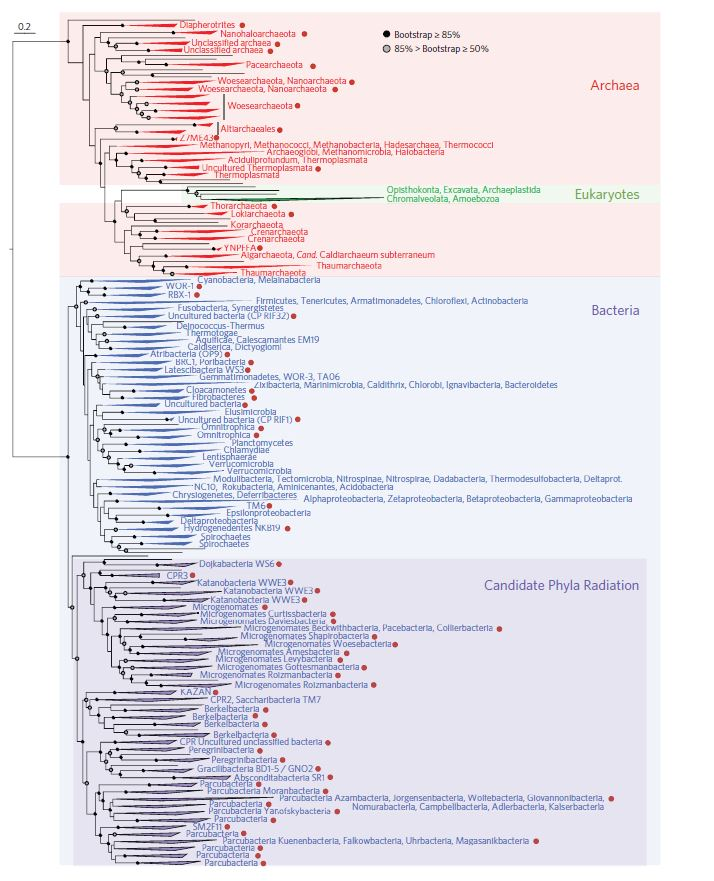 0.2
Bootstrap ≥ 85%
85% > Bootstrap ≥ 50%
Archaea
Diapherotrites
Nanohaloarchaeota
Unclassified archaea
Unclassified archaea
Pacearchaeota
Woesearchaeota, Nanoarchaeota
Woesearchaeota, Nanoarchaeota
Woesearchaeota
Altiarchaeales
Z7ME43
Methanopyri, Methanococci, Methanobacteria, Hadesarchaea, Thermococci
Archaeoglobi, Methanomicrobia, Halobacteria
Aciduliprofundum, Thermoplasmata
Uncultured Thermoplasmata
Thermoplasmata
Opisthokonta, Excavata, Archaeplastida
Chromalveolata, Amoebozoa
Eukaryotes
Thorarchaeota
Lokiarchaeota
Korarchaeota
Crenarchaeota
Crenarchaeota
YNPFFA
Aigarchaeota, Cand. Caldiarchaeum subterraneum
Thaumarchaeota
Thaumarchaeota
Cyanobacteria, Melainabacteria
WOR-1
RBX-1
Firmicutes, Tenericutes, Armatimonadetes, Chloroflexi, Actinobacteria
Bacteria
Fusobacteria, Synergistetes
Uncultured bacteria (CP RIF32)
Deinococcus-Thermus
Thermotogae
Aquificae, Calescamantes EM19
Caldiserica, Dictyoglomi
Atribacteria (OP9)
BRC1, Poribacteria
Latescibacteria WS3
Gemmatimonadetes, WOR-3, TA06
Zixibacteria, Marinimicrobia, Caldithrix, Chlorobi, Ignavibacteria, Bacteroidetes
Cloacamonetes
Fibrobacteres
Uncultured bacteria
Elusimicrobia
Uncultured bacteria (CP RIF1)
Omnitrophica
Omnitrophica
Planctomycetes
Chlamydiae
Lentisphaerae
Verrucomicrobia
Verrucomicrobia
Modulibacteria, Tectomicrobia, Nitrospinae, Nitrospirae, Dadabacteria, Thermodesulfobacteria, Deltaprot.
NC10, Rokubacteria, Aminicenantes, Acidobacteria
Chrysiogenetes, Deferribacteres
Alphaproteobacteria, Zetaproteobacteria, Betaproteobacteria, Gammaproteobacteria
TM6
Epsilonproteobacteria
Deltaproteobacteria
Hydrogenedentes NKB19
Spirochaetes
Spirochaetes
Dojkabacteria WS6
CPR3
Candidate Phyla Radiation
Katanobacteria WWE3
Katanobacteria WWE3
Katanobacteria WWE3
Microgenomates
Microgenomates Curtissbacteria
Microgenomates Daviesbacteria
Microgenomates Beckwithbacteria, Pacebacteria, Collierbacteria
Microgenomates Shapirobacteria
Microgenomates Woesebacteria
Microgenomates Amesbacteria
Microgenomates Levybacteria
Microgenomates Gottesmanbacteria
Microgenomates Roizmanbacteria
Microgenomates Roizmanbacteria
KAZAN
CPR2, Saccharibacteria TM7
Berkelbacteria
Berkelbacteria
Berkelbacteria
Berkelbacteria
CPR Uncultured unclassified bacteria
Peregrinibacteria
Peregrinibacteria
Gracilibacteria BD1-5 / GNO2
Absconditabacteria SR1
Parcubacteria
Parcubacteria Moranbacteria
Parcubacteria Azambacteria, Jorgensenbacteria, Wolfebacteria, Giovannonibacteria,
Nomurabacteria, Campbellbacteria, Adlerbacteria, Kaiserbacteria
Parcubacteria
Parcubacteria Yanofskybacteria
Parcubacteria
SM2F11
Parcubacteria
Parcubacteria Kuenenbacteria, Falkowbacteria, Uhrbacteria, Magasanikbacteria
Parcubacteria
Parcubacteria
Parcubacteria